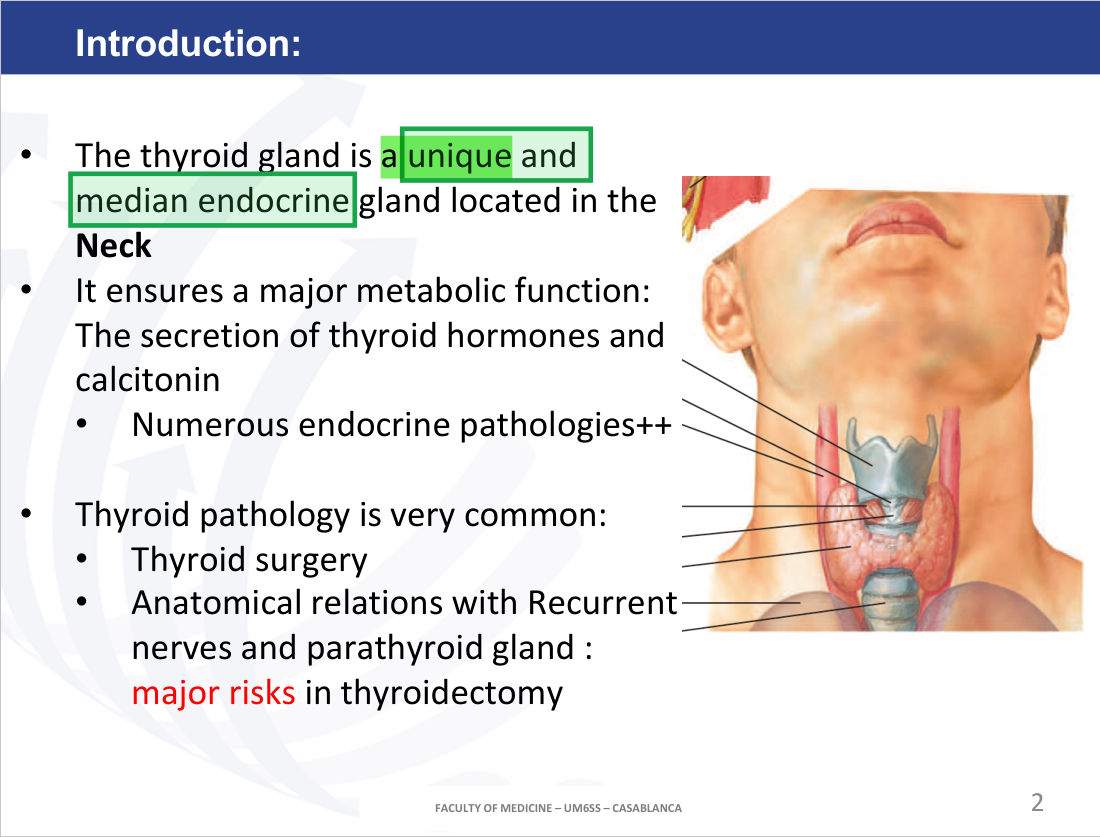 Introduction:
• The thyroid gland is a unique and
median endocrine gland located in the
Neck
• It ensures a major metabolic function:
The secretion of thyroid hormones and
calcitonin
• Numerous endocrine pathologies++
• Thyroid pathology is very common:
• Thyroid surgery
• Anatomical relations with Recurrent
nerves and parathyroid gland :
major risks in thyroidectomy
FACULTY OF MEDICINE – UM6SS – CASABLANCA
2